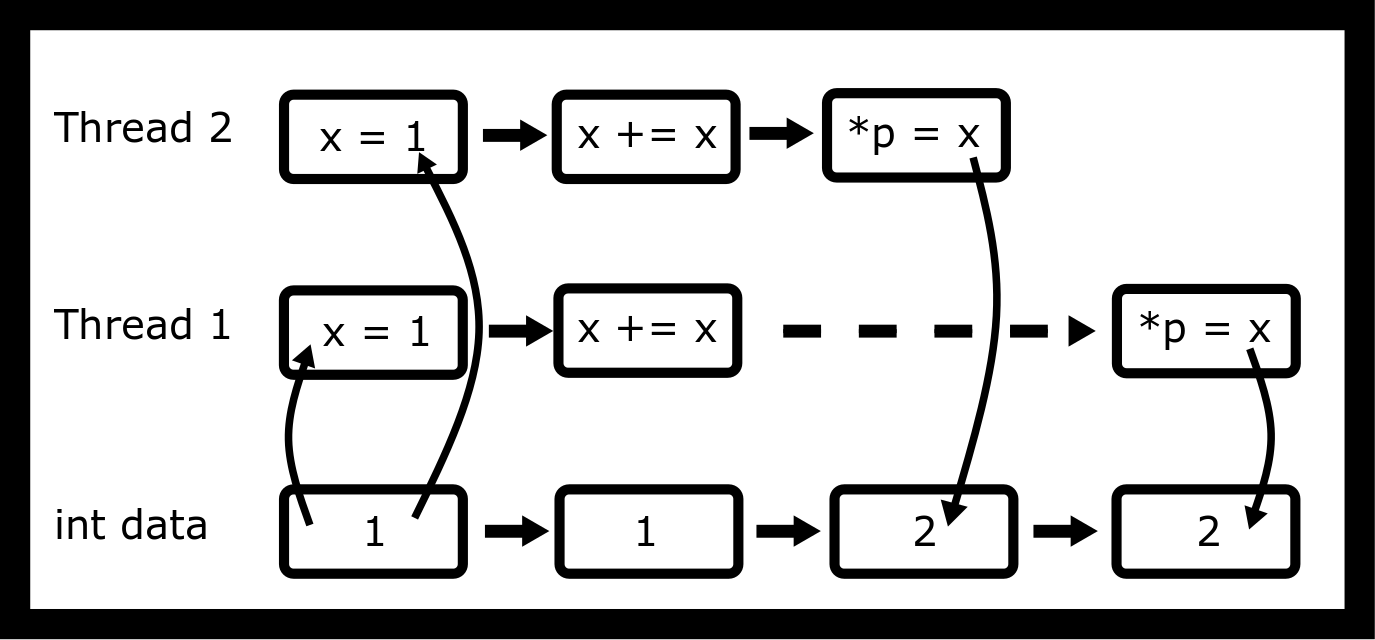 Thread 2 x = 1 x += x *p = x
Thread 1 x = 1 x += x *p = x
int data 1 1 2 2